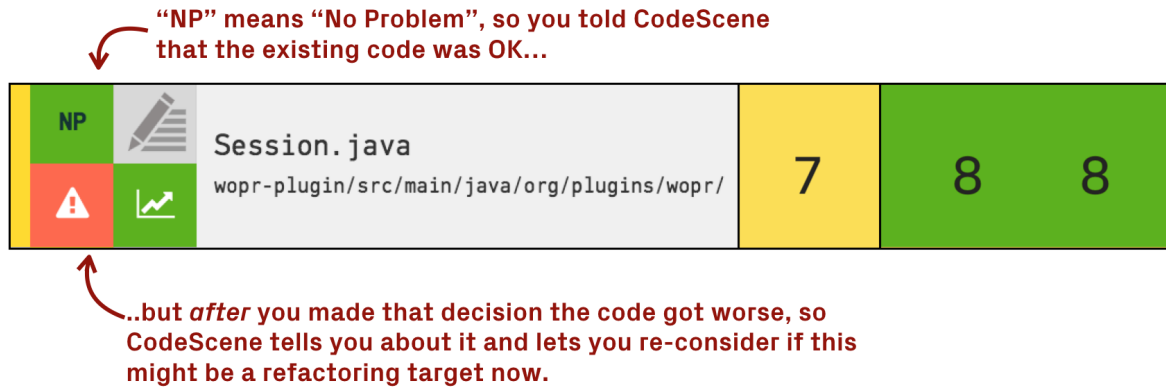 “NP” means “No Problem”, so you told CodeScene
that the existing code was OK...
NP
Session.java
wopr-plugin/src/main/java/org/plugins/wopr/
7 8 8
..but after you made that decision the code got worse, so
CodeScene tells you about it and lets you re-consider if this
might be a refactoring target now.